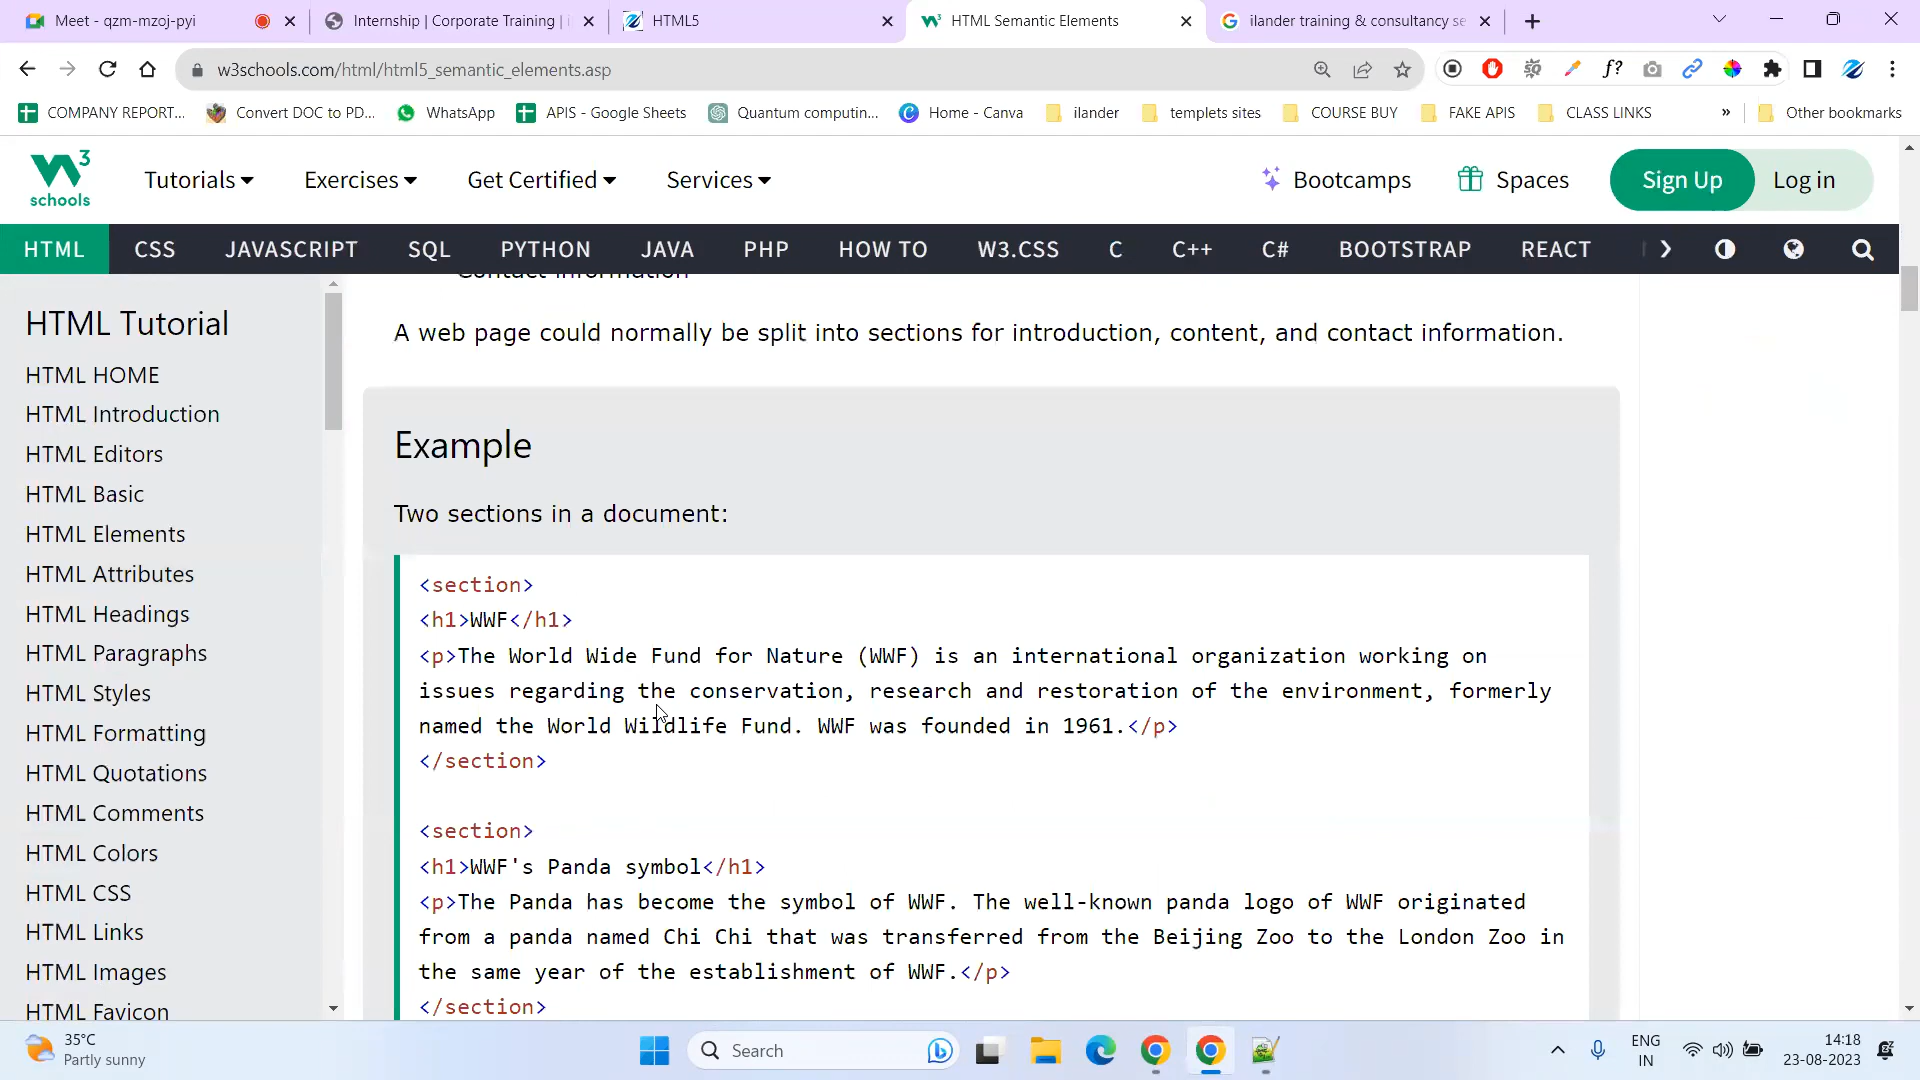 Meet - qzm-mzoj-pyi
Internship | Corporate Training |
HTML5
HTML Semantic Elements
ilander training & consultancy se
w3schools.com/html/html5_semantic_elements.asp
COMPANY REPORT...
Convert DOC to PD...
WhatsApp
APIS - Google Sheets
Quantum computin...
Home - Canva
ilander
templets sites
COURSE BUY
FAKE APIS
CLASS LINKS
»
Other bookmarks
W3
schools
Tutorials
Exercises
Get Certified
Services
Bootcamps
Spaces
Sign Up
Log in
HTML
CSS
JAVASCRIPT
SQL
PYTHON
JAVA
PHP
HOW TO
W3.CSS
C
C++
C#
BOOTSTRAP
REACT
HTML Tutorial
HTML HOME
HTML Introduction
HTML Editors
HTML Basic
HTML Elements
HTML Attributes
HTML Headings
HTML Paragraphs
HTML Styles
HTML Formatting
HTML Quotations
HTML Comments
HTML Colors
HTML CSS
HTML Links
HTML Images
HTML Favicon
Contact information
A web page could normally be split into sections for introduction, content, and contact information.
Example
Two sections in a document:
<section>
<h1>WWF</h1>
<p>The World Wide Fund for Nature (WWF) is an international organization working on
issues regarding the conservation, research and restoration of the environment, formerly
named the World Wildlife Fund. WWF was founded in 1961.</p>
</section>
<section>
<h1>WWF's Panda symbol</h1>
<p>The Panda has become the symbol of WWF. The well-known panda logo of WWF originated
from a panda named Chi Chi that was transferred from the Beijing Zoo to the London Zoo in
the same year of the establishment of WWF.</p>
</section>
35°C
Partly sunny
Search
ENG
IN
14:18
23-08-2023